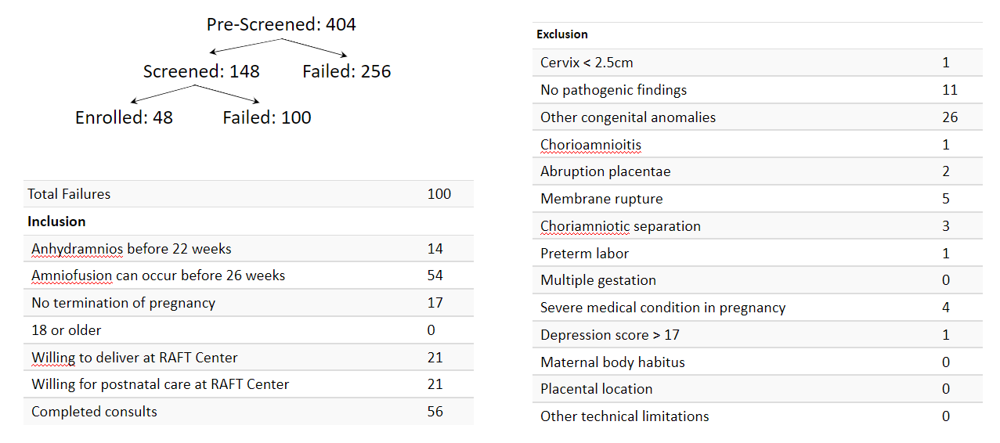 Pre-Screened: 404
Screened: 148 Failed: 256
Enrolled: 48 Failed: 100
Total Failures 100
Inclusion
Anhydramnios before 22 weeks 14
Amniofusion can occur before 26 weeks 54
No termination of pregnancy 17
18 or older 0
Willing to deliver at RAFT Center 21
Willing for postnatal care at RAFT Center 21
Completed consults 56
Exclusion
Cervix < 2.5cm 1
No pathogenic findings 11
Other congenital anomalies 26
Chorioamnioitis 1
Abruption placentae 2
Membrane rupture 5
Choriamniotic separation 3
Preterm labor 1
Multiple gestation 0
Severe medical condition in pregnancy 4
Depression score > 17 1
Maternal body habitus 0
Placental location 0
Other technical limitations 0